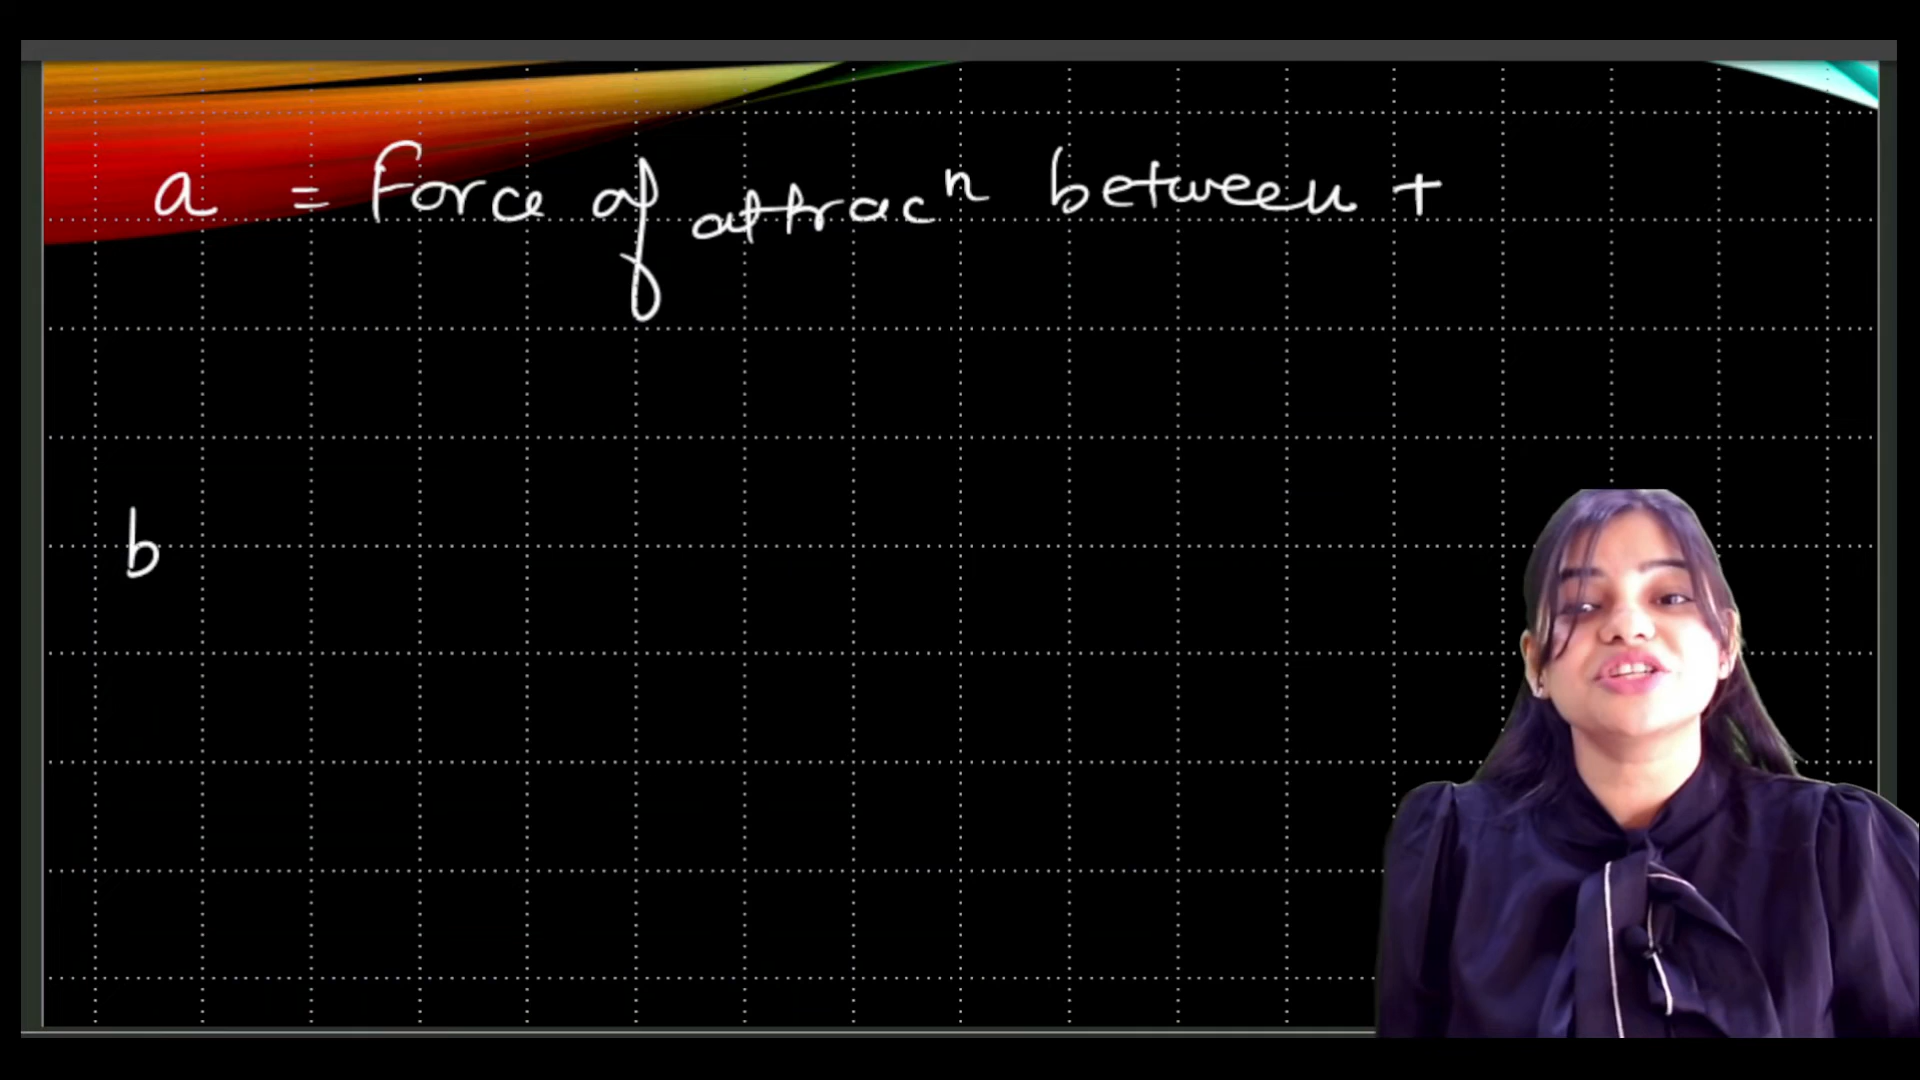 a = Force of attracⁿ between +
b